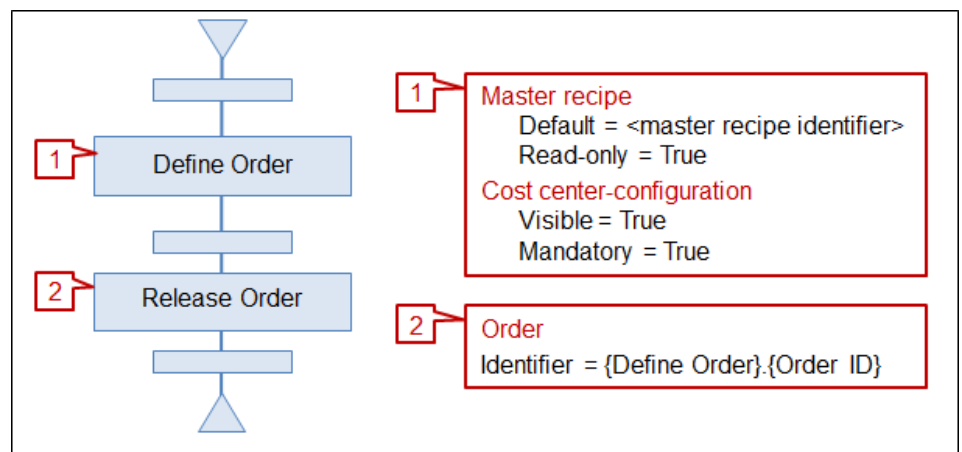 1
Define Order
2
Release Order
1
Master recipe
Default = <master recipe identifier>
Read-only = True
Cost center-configuration
Visible = True
Mandatory = True
2
Order
Identifier = {Define Order}.{Order ID}